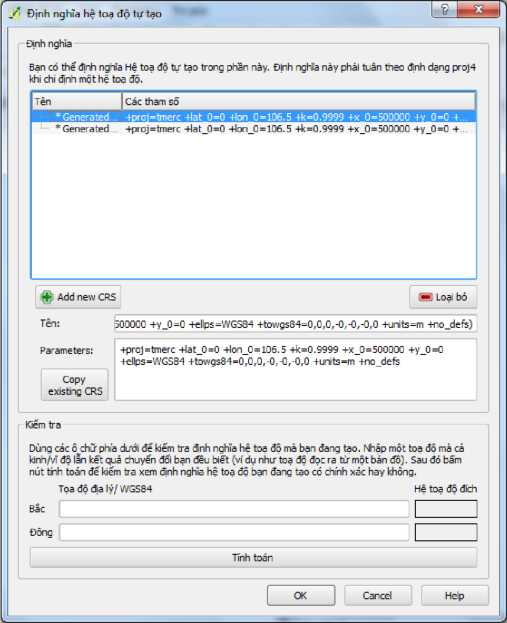 Định nghĩa hệ toạ độ tự tạo
Định nghĩa
Bạn có thể định nghĩa Hệ toạ độ tự tạo trong phần này. Định nghĩa này phải tuân theo định dạng proj4
khi chỉ định một hệ toạ độ.
Tên Các tham số
* Generated... +proj=tmerc +lat_0=0 +lon_0=106.5 +k=0.9999 +x_0=500000 +y_0=0 +...
* Generated... +proj=tmerc +lat_0=0 +lon_0=106.5 +k=0.9999 +x_0=500000 +y_0=0 +...
Add new CRS Loại bỏ
Tên: 500000 +y_0=0 +ellps=WGS84 +towgs84=0,0,0,-0,-0,-0,0 +units=m +no_defs)
Parameters: +proj=tmerc +lat_0=0 +lon_0=106.5 +k=0.9999 +x_0=500000 +y_0=0
+ellps=WGS84 +towgs84=0,0,0,-0,-0,-0,0 +units=m +no_defs
Copy
existing CRS
Kiểm tra
Dùng các ô chữ phía dưới để kiểm tra định nghĩa hệ toạ độ mà bạn đang tạo. Nhập một toạ độ mà cả
kinh/vĩ độ lẫn kết quả chuyển đổi bạn đều biết (ví dụ như toạ độ đọc ra từ một bản đồ). Sau đó bấm
nút tính toán để kiểm tra xem định nghĩa hệ toạ độ bạn đang tạo có chính xác hay không.
Tọa độ địa lý/ WGS84 Hệ toạ độ đích
Bắc
Đông
Tính toán
OK Cancel Help